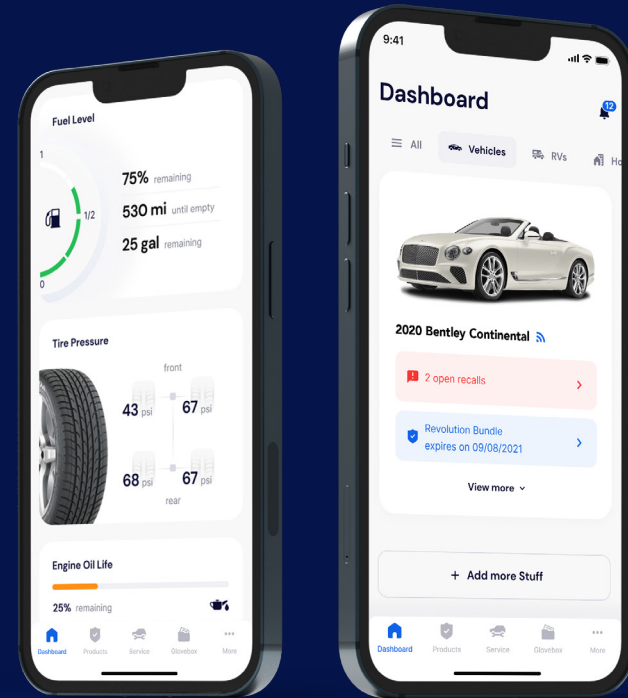 Fuel Level
1
1/2
0
75% remaining
530 mi until empty
25 gal remaining
Tire Pressure
front
43 psi
67 psi
68 psi
67 psi
rear
Engine Oil Life
25% remaining
Dashboard
Products
Service
Glovebox
More
9:41
Dashboard
12
All
Vehicles
RVs
Ho
2020 Bentley Continental
2 open recalls
Revolution Bundle
expires on 09/08/2021
View more
+ Add more Stuff
Dashboard
Products
Service
Glovebox
More